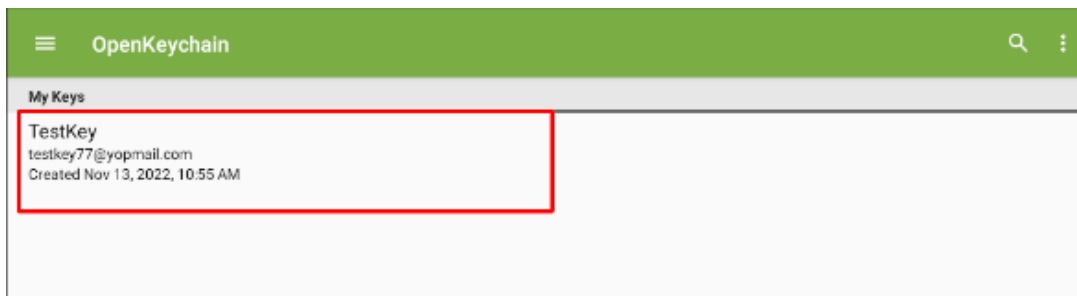 OpenKeychain
My Keys
TestKey
testkey77@yopmail.com
Created Nov 13, 2022, 10:55 AM